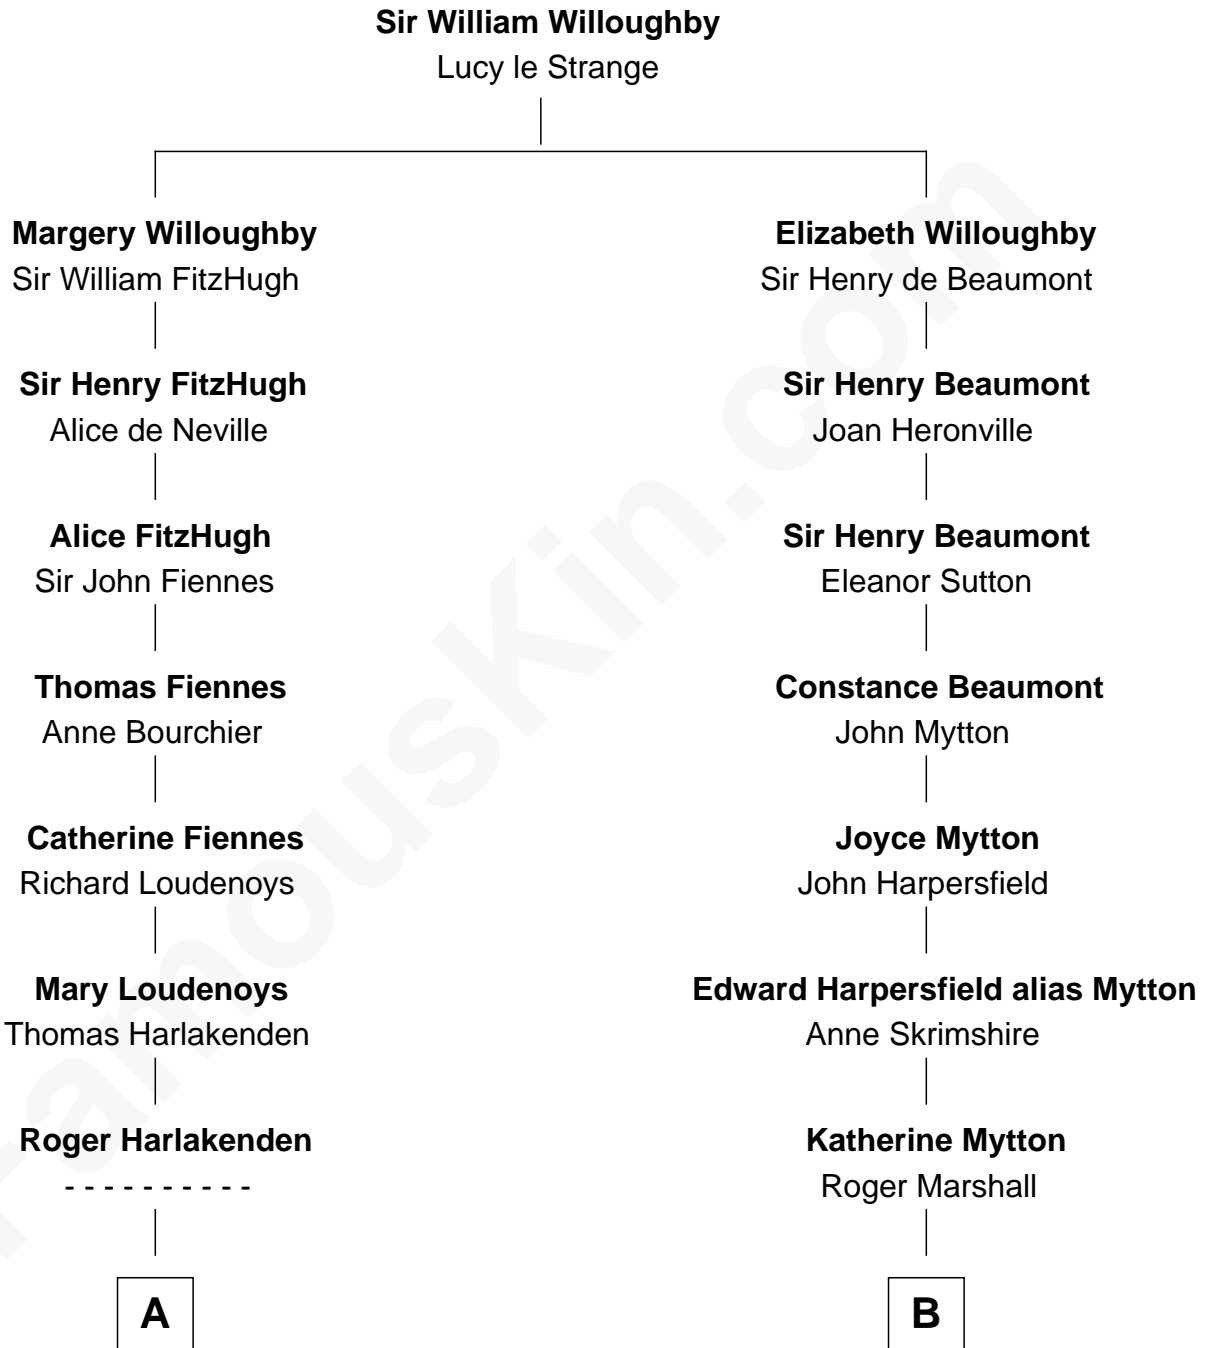 Sir William Willoughby
Lucy le Strange
Margery Willoughby
Sir William FitzHugh
Elizabeth Willoughby
Sir Henry de Beaumont
Sir Henry FitzHugh
Alice de Neville
Sir Henry Beaumont
Joan Heronville
Alice FitzHugh
Sir John Fiennes
Sir Henry Beaumont
Eleanor Sutton
Thomas Fiennes
Anne Bourchier
Constance Beaumont
John Mytton
Catherine Fiennes
Richard Loudenoys
Joyce Mytton
John Harpersfield
Mary Loudenoys
Thomas Harlakenden
Edward Harpersfield alias Mytton
Anne Skrimshire
Roger Harlakenden
- - - - - - - - - -
Katherine Mytton
Roger Marshall
A
B
FamousKin.com